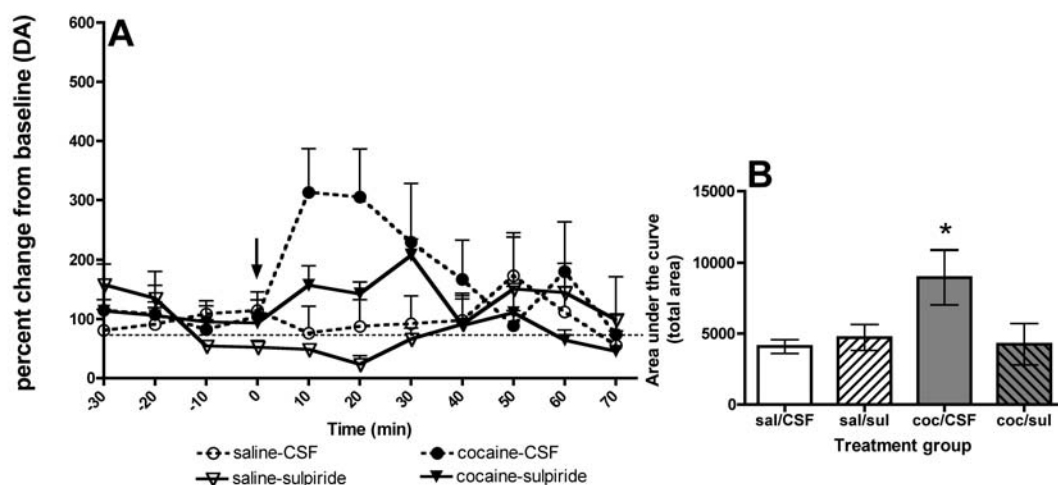 A
percent change from baseline (DA)
600
500
400
300
200
100
0
-30 -20 -10 0 10 20 30 40 50 60 70
Time (min)
saline-CSF cocaine-CSF
saline-sulpiride cocaine-sulpiride
B
Area under the curve
(total area)
15000
10000
5000
0
*
sal/CSF sal/sul coc/CSF coc/sul
Treatment group